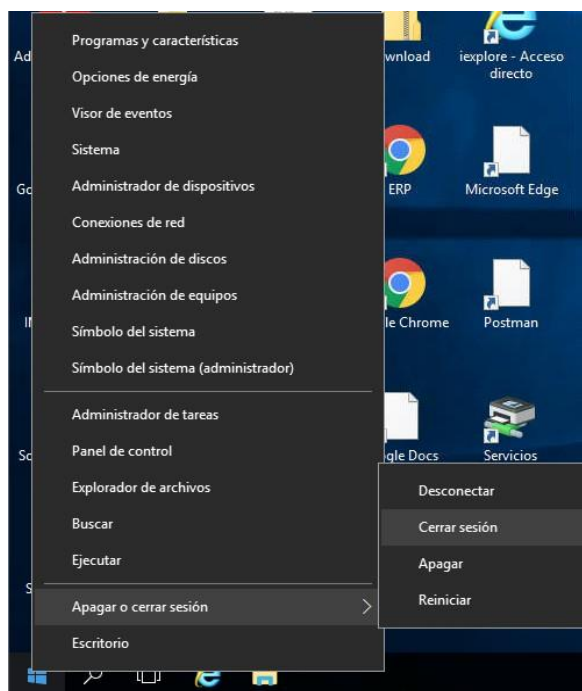 Programas y características
Opciones de energía
Visor de eventos
Sistema
Administrador de dispositivos
Conexiones de red
Administración de discos
Administración de equipos
Símbolo del sistema
Símbolo del sistema (administrador)
Administrador de tareas
Panel de control
Explorador de archivos
Buscar
Ejecutar
Apagar o cerrar sesión
Escritorio
Desconectar
Cerrar sesión
Apagar
Reiniciar
iexplore - Acceso
directo
ERP
Microsoft Edge
Chrome
Postman
Docs
Servicios